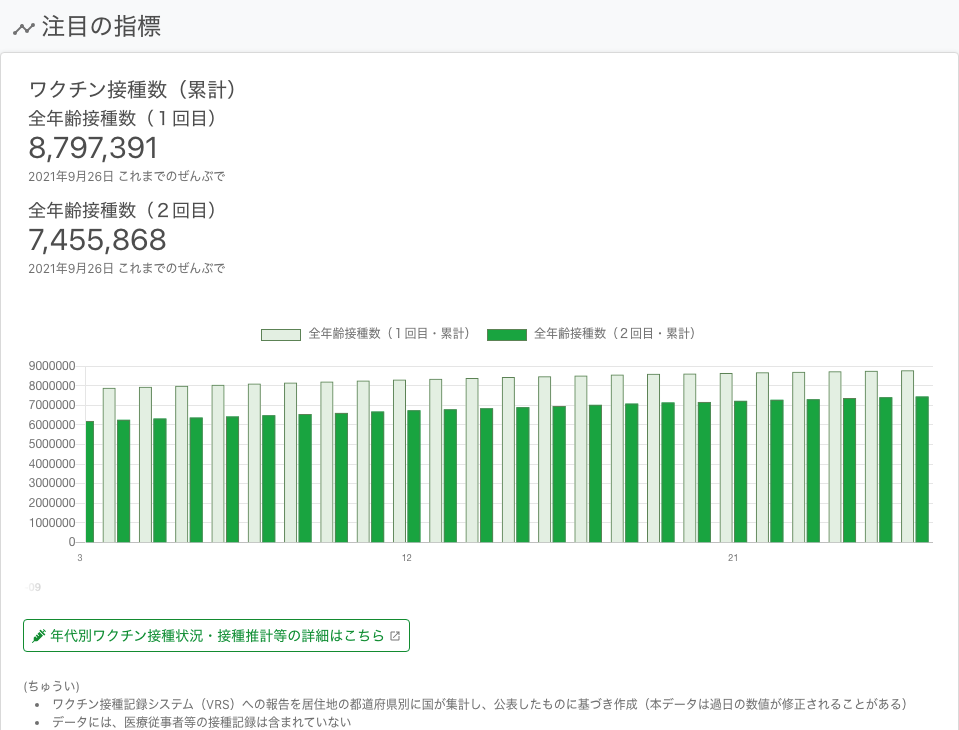 注目の指標
ワクチン接種数（累計）
全年齢接種数（１回目）
8,797,391
2021年9月26日 これまでのぜんぶで
全年齢接種数（２回目）
7,455,868
2021年9月26日 これまでのぜんぶで
全年齢接種数（１回目・累計） 全年齢接種数（２回目・累計）
9000000
8000000
7000000
6000000
5000000
4000000
3000000
2000000
1000000
0
3 12 21
09
年代別ワクチン接種状況・接種推計等の詳細はこちら
(ちゅうい)
• ワクチン接種記録システム（VRS）への報告を居住地の都道府県別に国が集計し、公表したものに基づき作成（本データは過日の数値が修正されることがある）
• データには、医療従事者等の接種記録は含まれていない